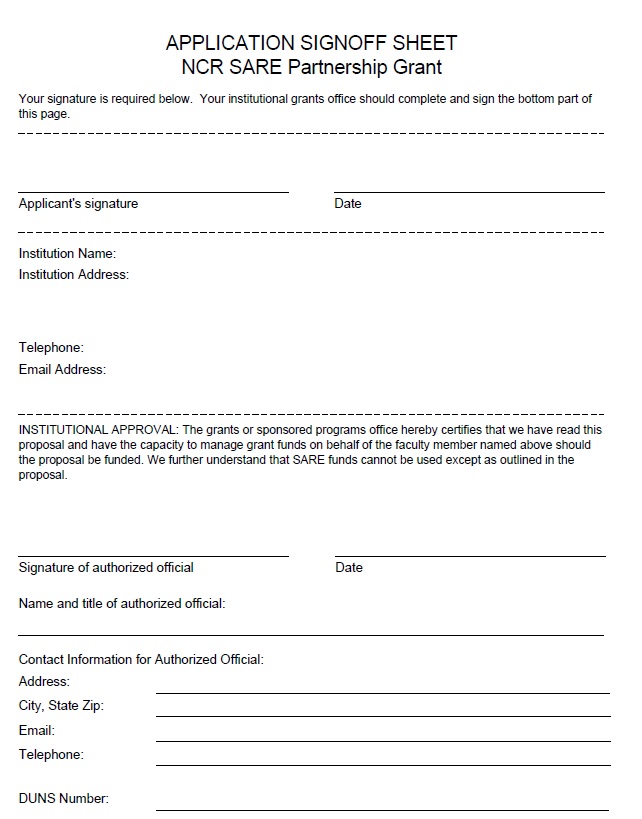 APPLICATION SIGNOFF SHEET
NCR SARE Partnership Grant
Your signature is required below.  Your institutional grants office should complete and sign the bottom part of
this page.
Applicant's signature
Date
Institution Name:
Institution Address:
Telephone:
Email Address:
INSTITUTIONAL APPROVAL: The grants or sponsored programs office hereby certifies that we have read this
proposal and have the capacity to manage grant funds on behalf of the faculty member named above should
the proposal be funded. We further understand that SARE funds cannot be used except as outlined in the
proposal.
Signature of authorized official
Date
Name and title of authorized official:
Contact Information for Authorized Official:
Address:
City, State Zip:
Email:
Telephone:
DUNS Number: